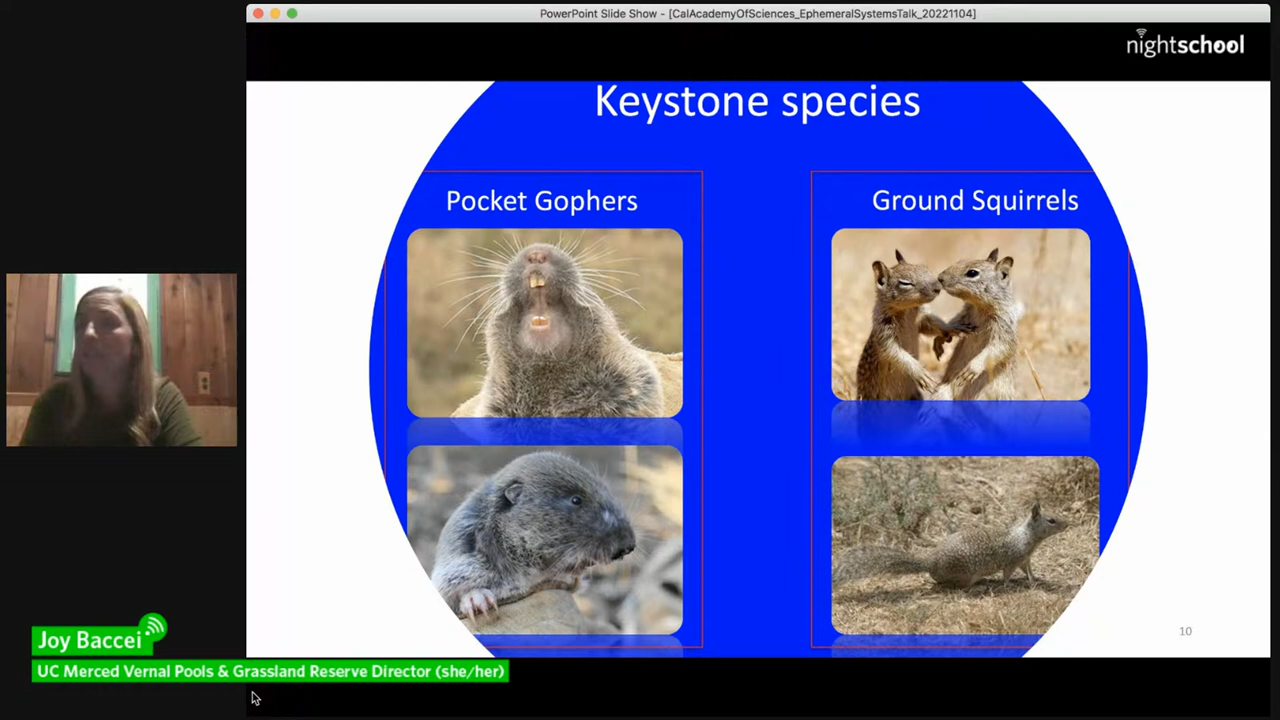 PowerPoint Slide Show - [CalAcademyOfSciences_EphemeralSystemsTalk_20221104]
nightschool
Keystone species
Pocket Gophers
Ground Squirrels
10
Joy Baccei
UC Merced Vernal Pools & Grassland Reserve Director (she/her)